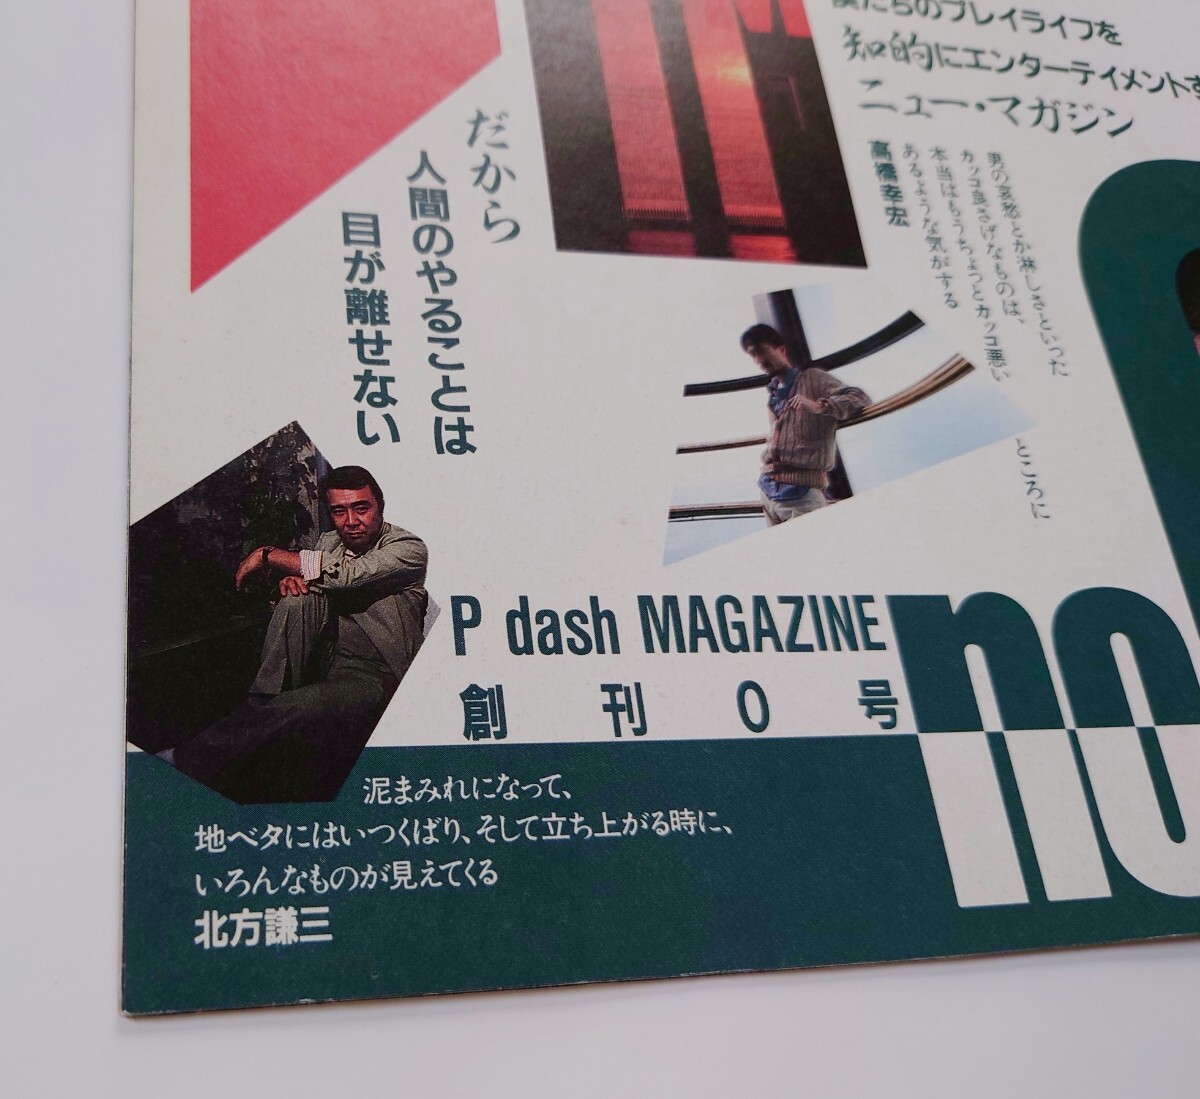 僕たちのプレイライフを
知的にエンターテイメントす
ニュー・マガジン
男の哀愁とか淋しさといった
カッコ良さげなものは、
本当はもうちょっとカッコ悪い
ところに
あるような気がする
高橋幸宏
だから
人間のやることは
目が離せない
P dash MAGAZINE
創刊0号
no
泥まみれになって、
地べタにはいつくばり、そして立ち上がる時に、
いろんなものが見えてくる
北方謙三